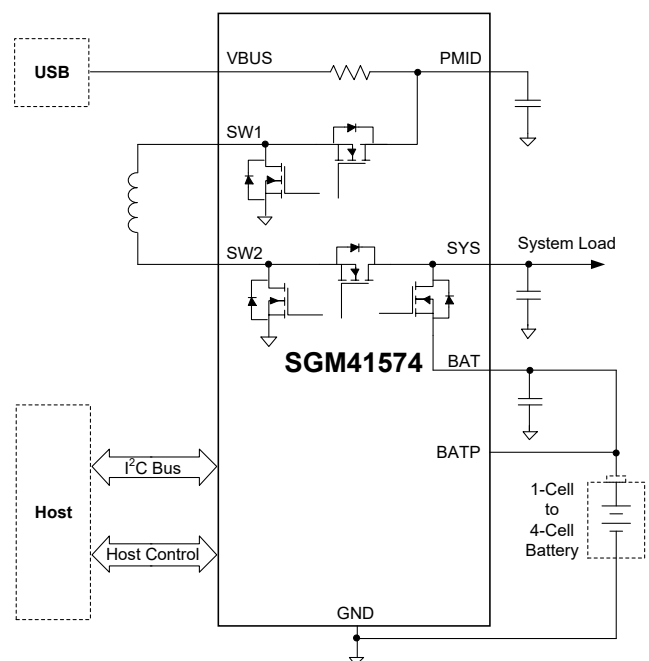 USB
VBUS
PMID
SW1
SW2
SYS
System Load
SGM41574
BAT
BATP
I²C Bus
Host
Host Control
1-Cell
to
4-Cell
Battery
GND